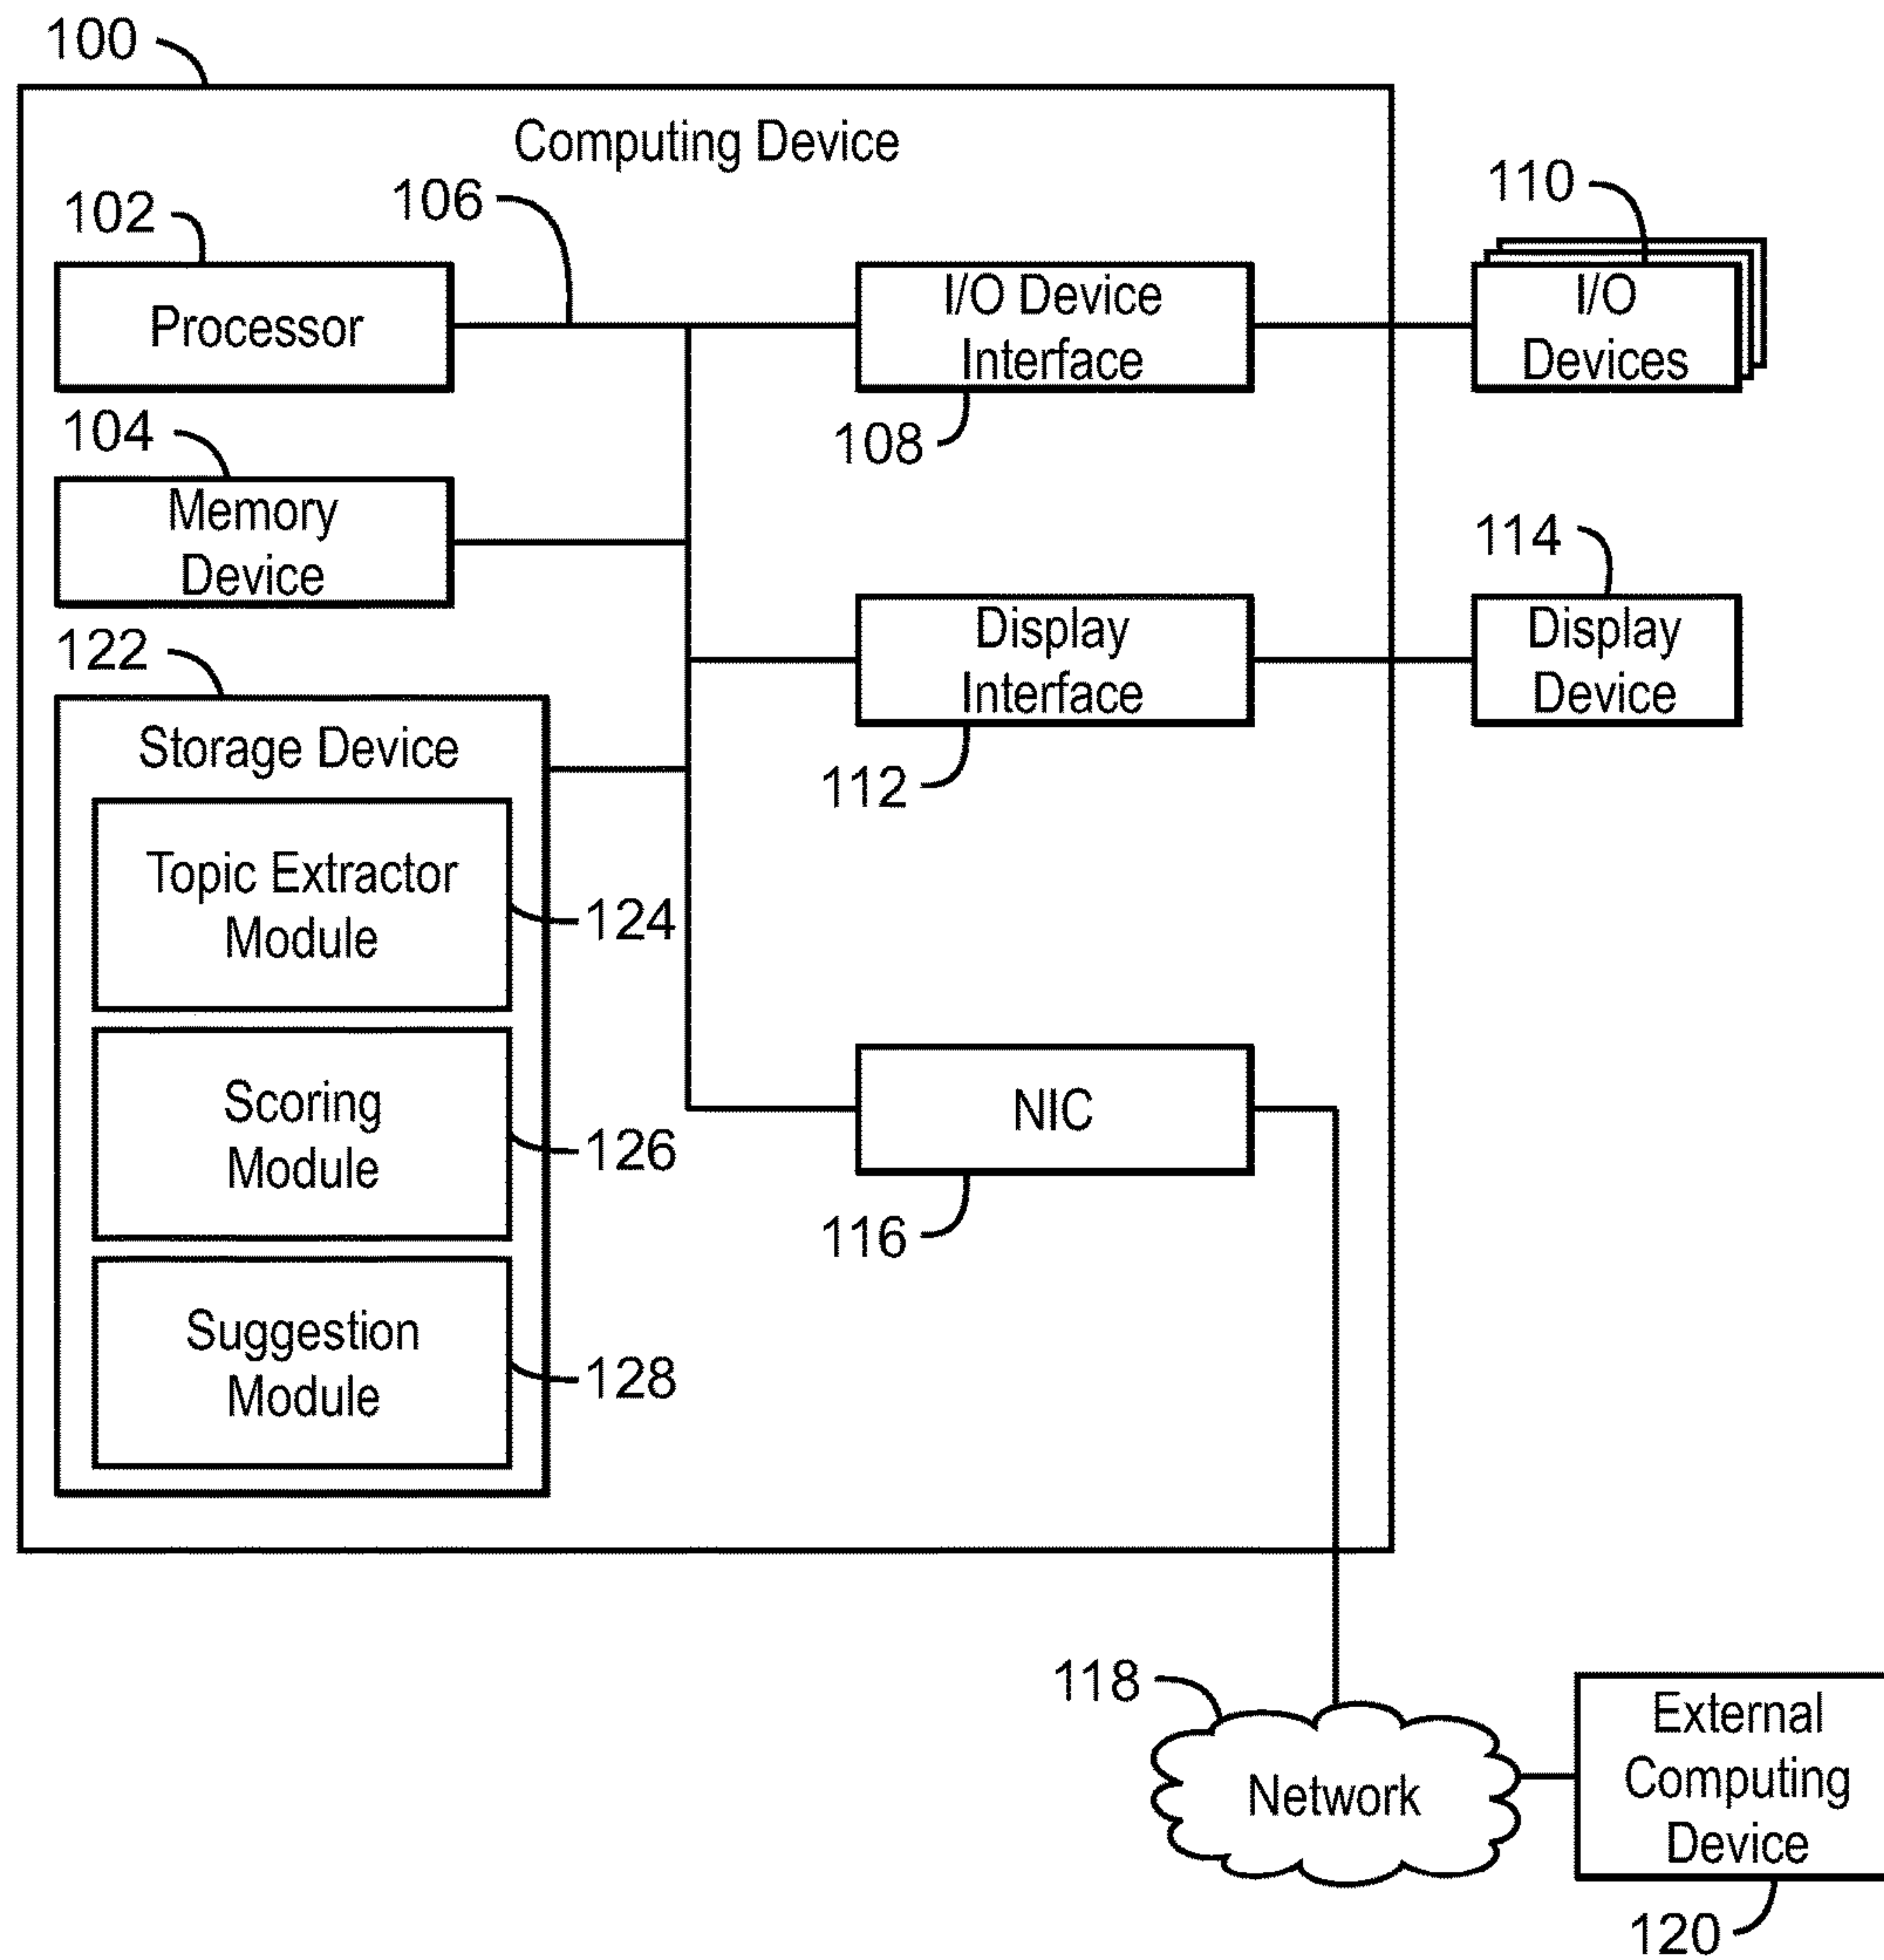 100
Computing Device
102
106
110
Processor
I/O Device
Interface
I/O
Devices
104
108
Memory
Device
114
122
Display
Interface
Display
Device
Storage Device
112
Topic Extractor
Module
124
Scoring
Module
126
NIC
116
Suggestion
Module
128
118
Network
External
Computing
Device
120